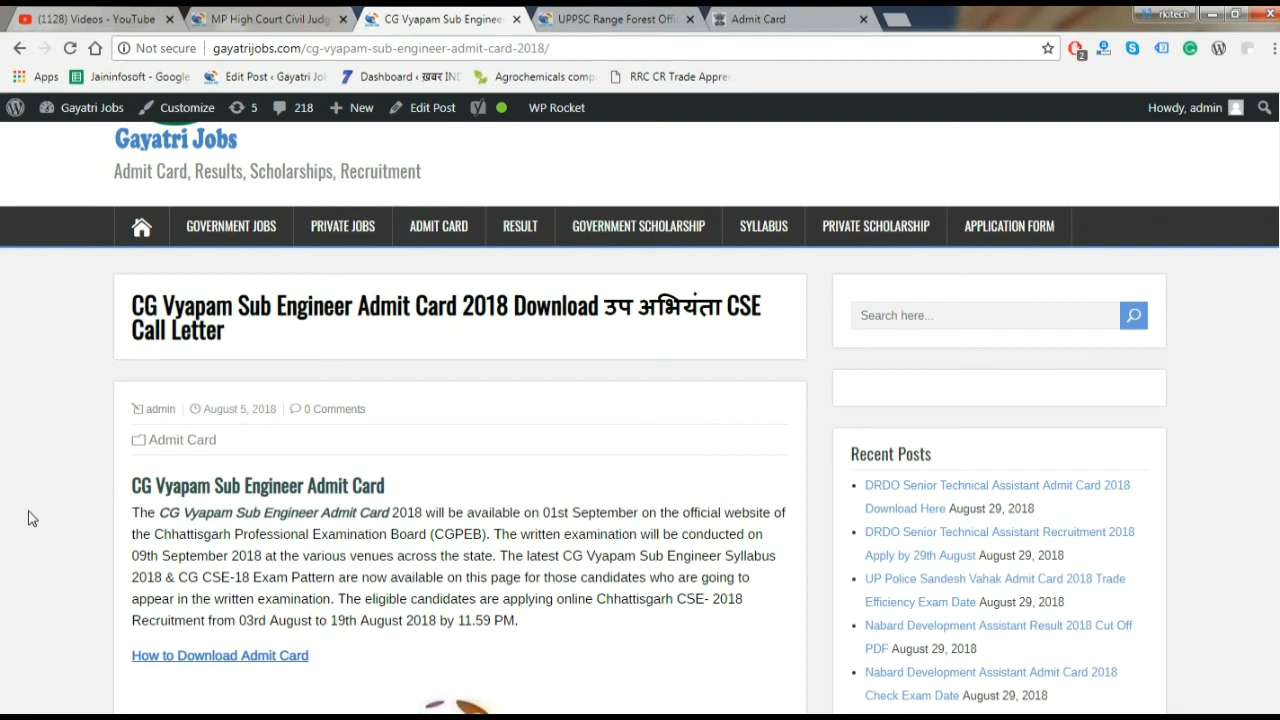 (1128) Videos - YouTube
MP High Court Civil Judg
CG Vyapam Sub Enginee
UPPSC Range Forest Offi
Admit Card
rkitech
Not secure
gayatrijobs.com/cg-vyapam-sub-engineer-admit-card-2018/
2
Apps
Jaininfosoft - Google
Edit Post ‹ Gayatri Jo
Dashboard ‹ ख़बर IND
Agrochemicals comp
RRC CR Trade Appre
Gayatri Jobs
Customize
5
218
New
Edit Post
WP Rocket
Howdy, admin
Gayatri Jobs
Admit Card, Results, Scholarships, Recruitment
GOVERNMENT JOBS
PRIVATE JOBS
ADMIT CARD
RESULT
GOVERNMENT SCHOLARSHIP
SYLLABUS
PRIVATE SCHOLARSHIP
APPLICATION FORM
CG Vyapam Sub Engineer Admit Card 2018 Download उप अभियंता CSE
Call Letter
admin
August 5, 2018
0 Comments
Admit Card
CG Vyapam Sub Engineer Admit Card
The CG Vyapam Sub Engineer Admit Card 2018 will be available on 01st September on the official website of
the Chhattisgarh Professional Examination Board (CGPEB). The written examination will be conducted on
09th September 2018 at the various venues across the state. The latest CG Vyapam Sub Engineer Syllabus
2018 & CG CSE-18 Exam Pattern are now available on this page for those candidates who are going to
appear in the written examination. The eligible candidates are applying online Chhattisgarh CSE- 2018
Recruitment from 03rd August to 19th August 2018 by 11.59 PM.
How to Download Admit Card
Search here...
Recent Posts
DRDO Senior Technical Assistant Admit Card 2018
Download Here August 29, 2018
DRDO Senior Technical Assistant Recruitment 2018
Apply by 29th August August 29, 2018
UP Police Sandesh Vahak Admit Card 2018 Trade
Efficiency Exam Date August 29, 2018
Nabard Development Assistant Result 2018 Cut Off
PDF August 29, 2018
Nabard Development Assistant Admit Card 2018
Check Exam Date August 29, 2018